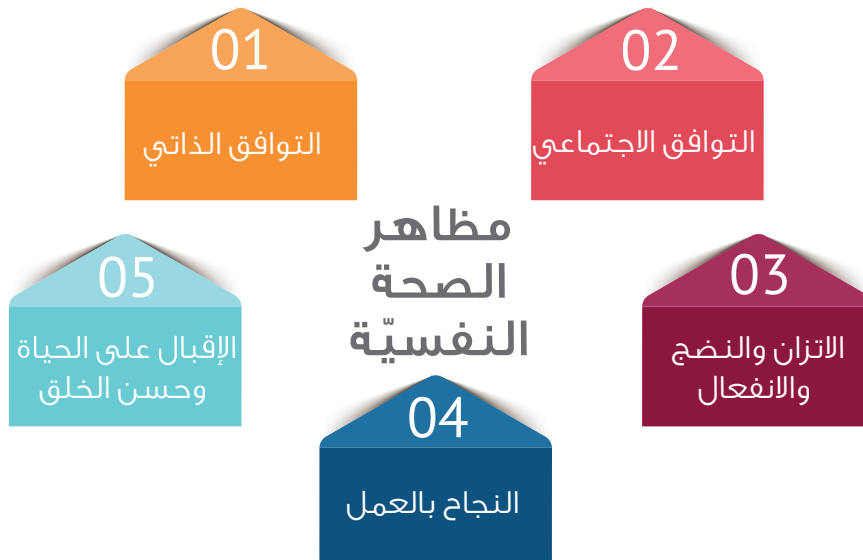 01
التوافق الذاتي
02
التوافق الاجتماعي
مظاهر
الصحة
النفسيّة
03
الاتزان والنضج
والانفعال
04
النجاح بالعمل
05
الإقبال على الحياة
وحسن الخلق